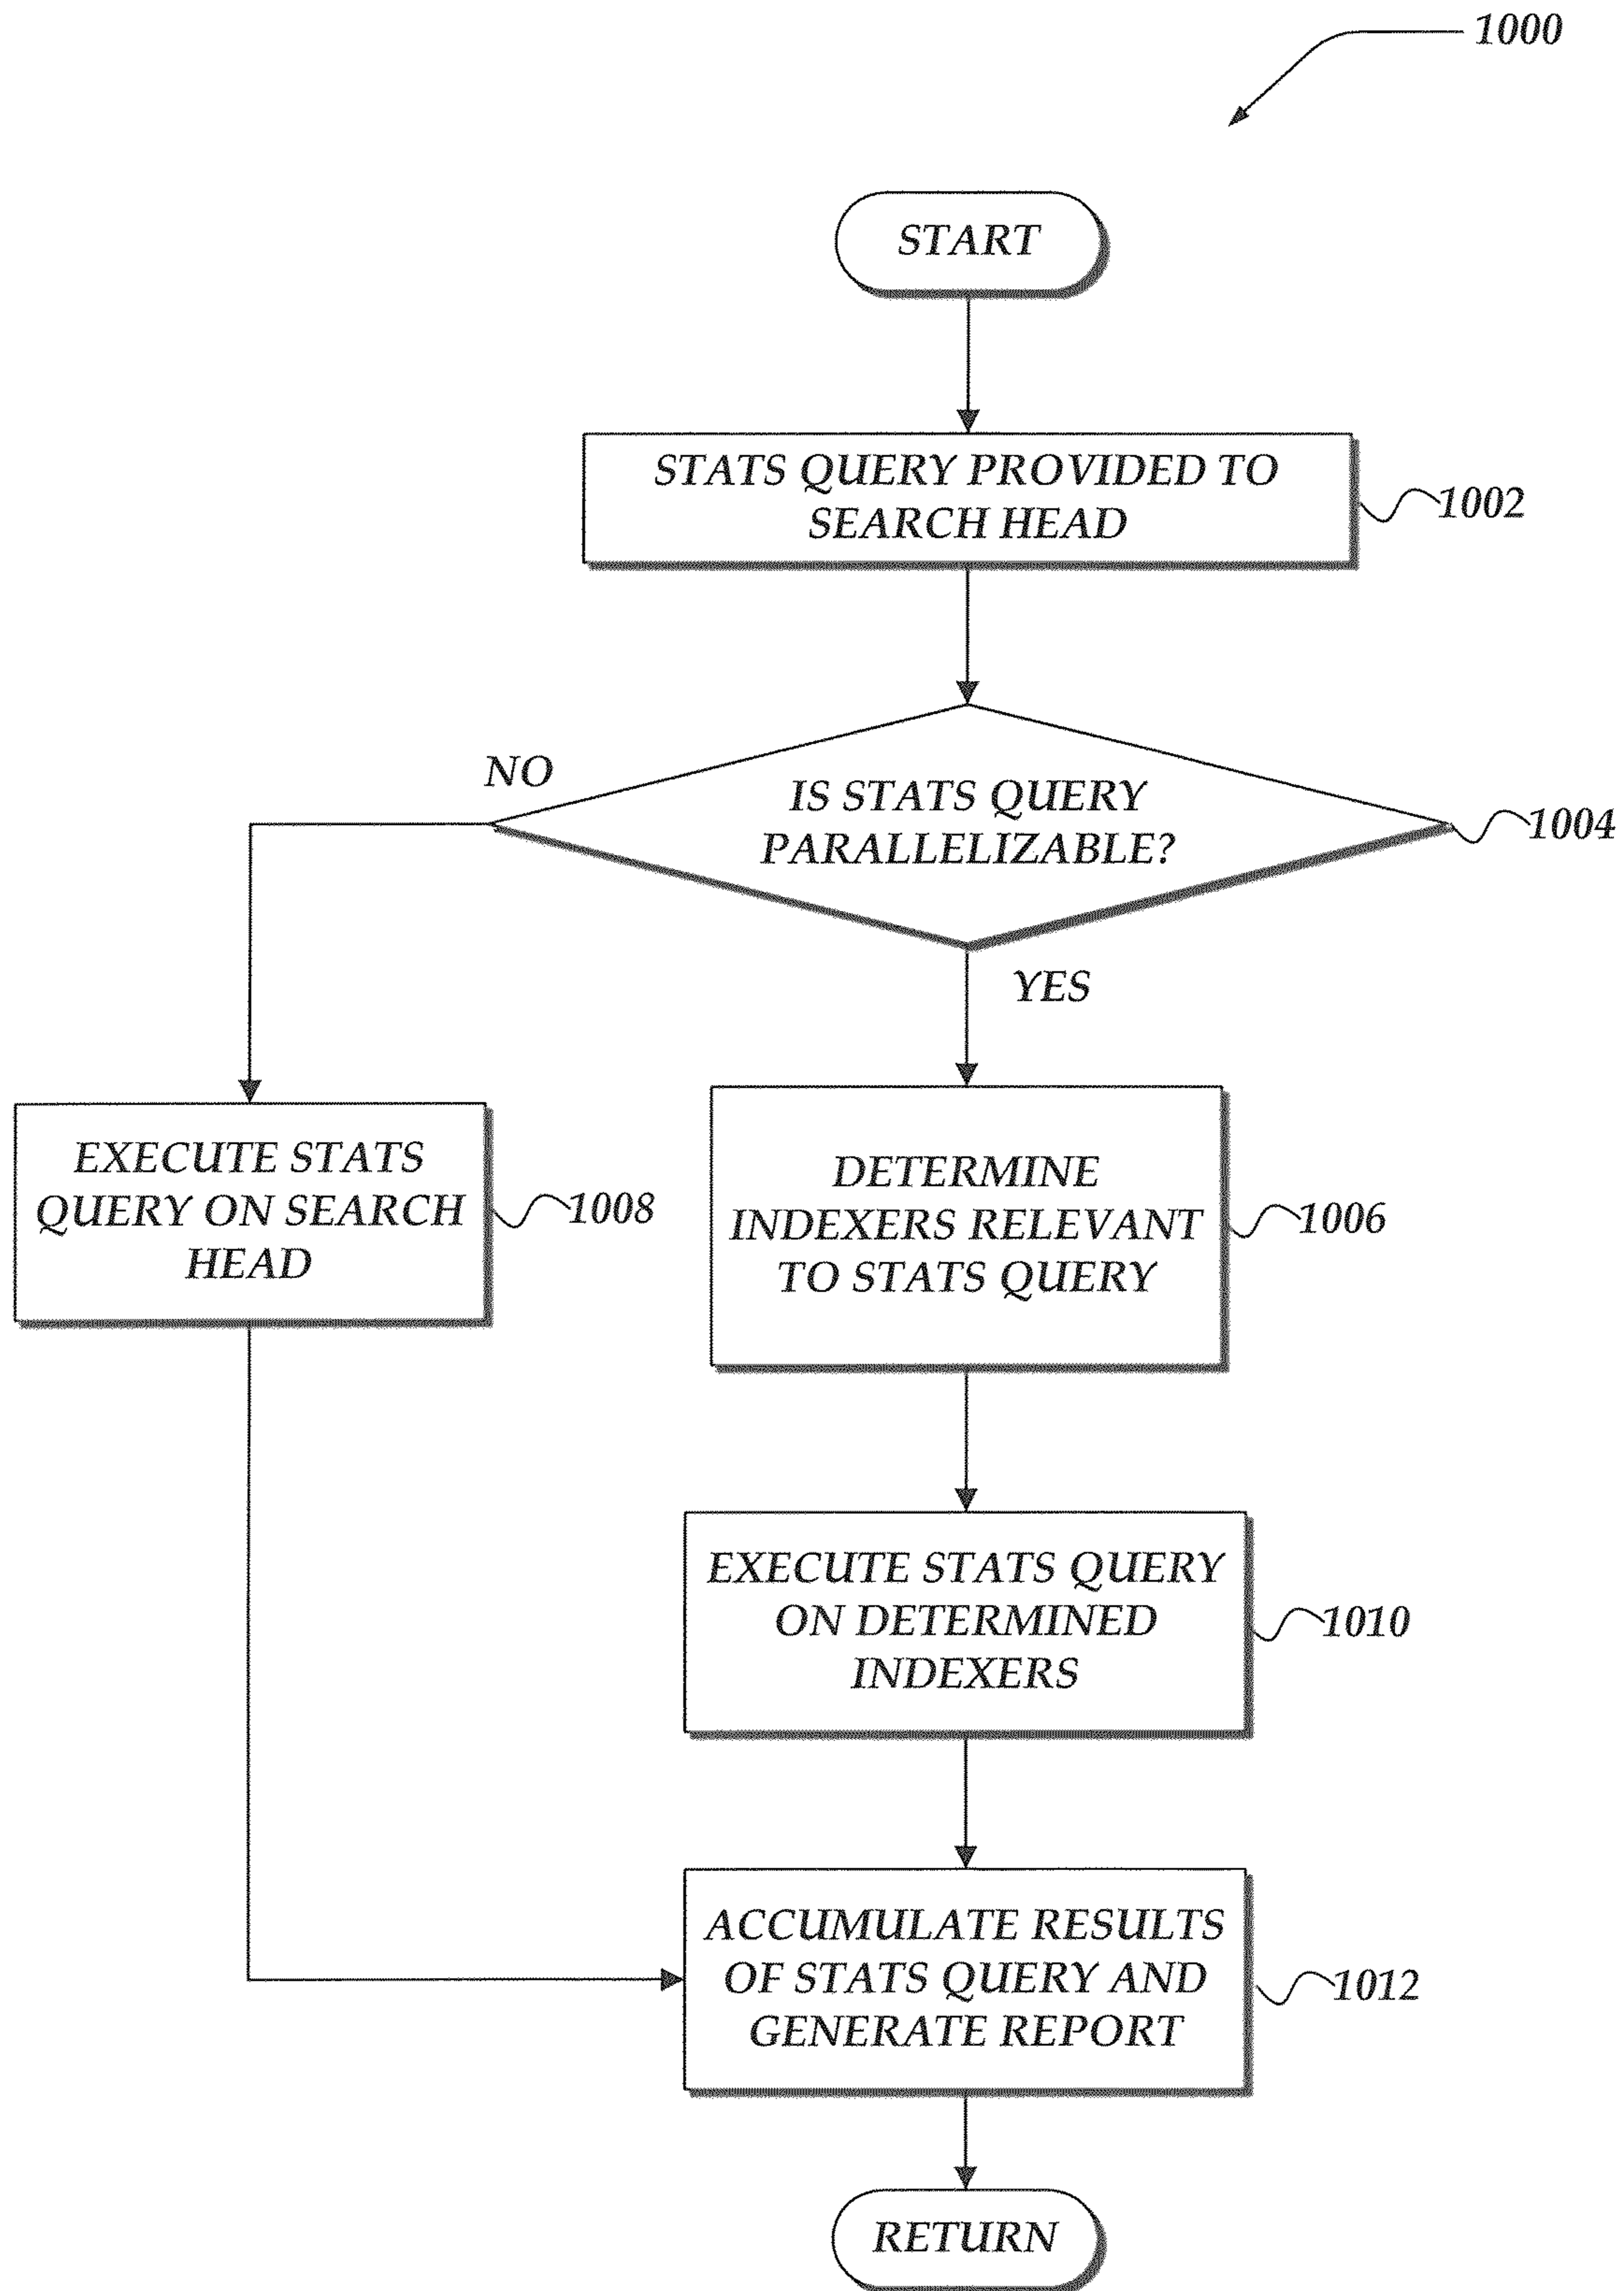 1000
START
STATS QUERY PROVIDED TO
SEARCH HEAD
1002
NO
IS STATS QUERY
PARALLELIZABLE?
1004
YES
EXECUTE STATS
QUERY ON SEARCH
HEAD
1008
DETERMINE
INDEXERS RELEVANT
TO STATS QUERY
1006
EXECUTE STATS QUERY
ON DETERMINED
INDEXERS
1010
ACCUMULATE RESULTS
OF STATS QUERY AND
GENERATE REPORT
1012
RETURN